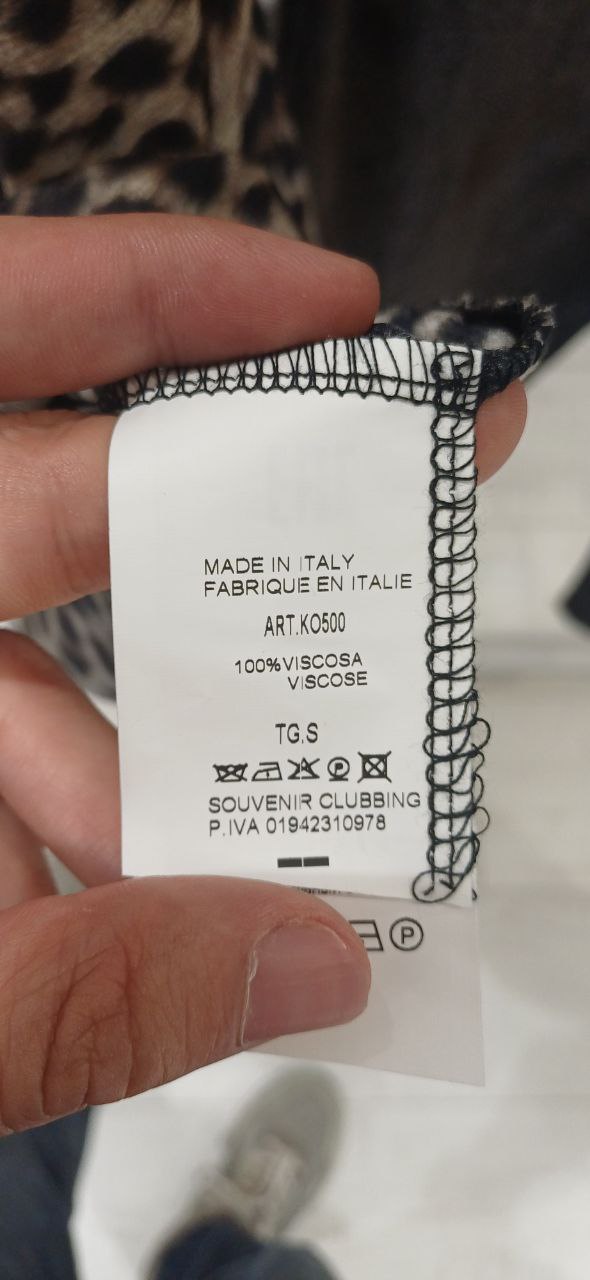 MADE IN ITALY
FABRIQUE EN ITALIE
ART.KO500
100%VISCOSA
VISCOSE
TG.S
P
SOUVENIR CLUBBING
P.IVA 01942310978
P